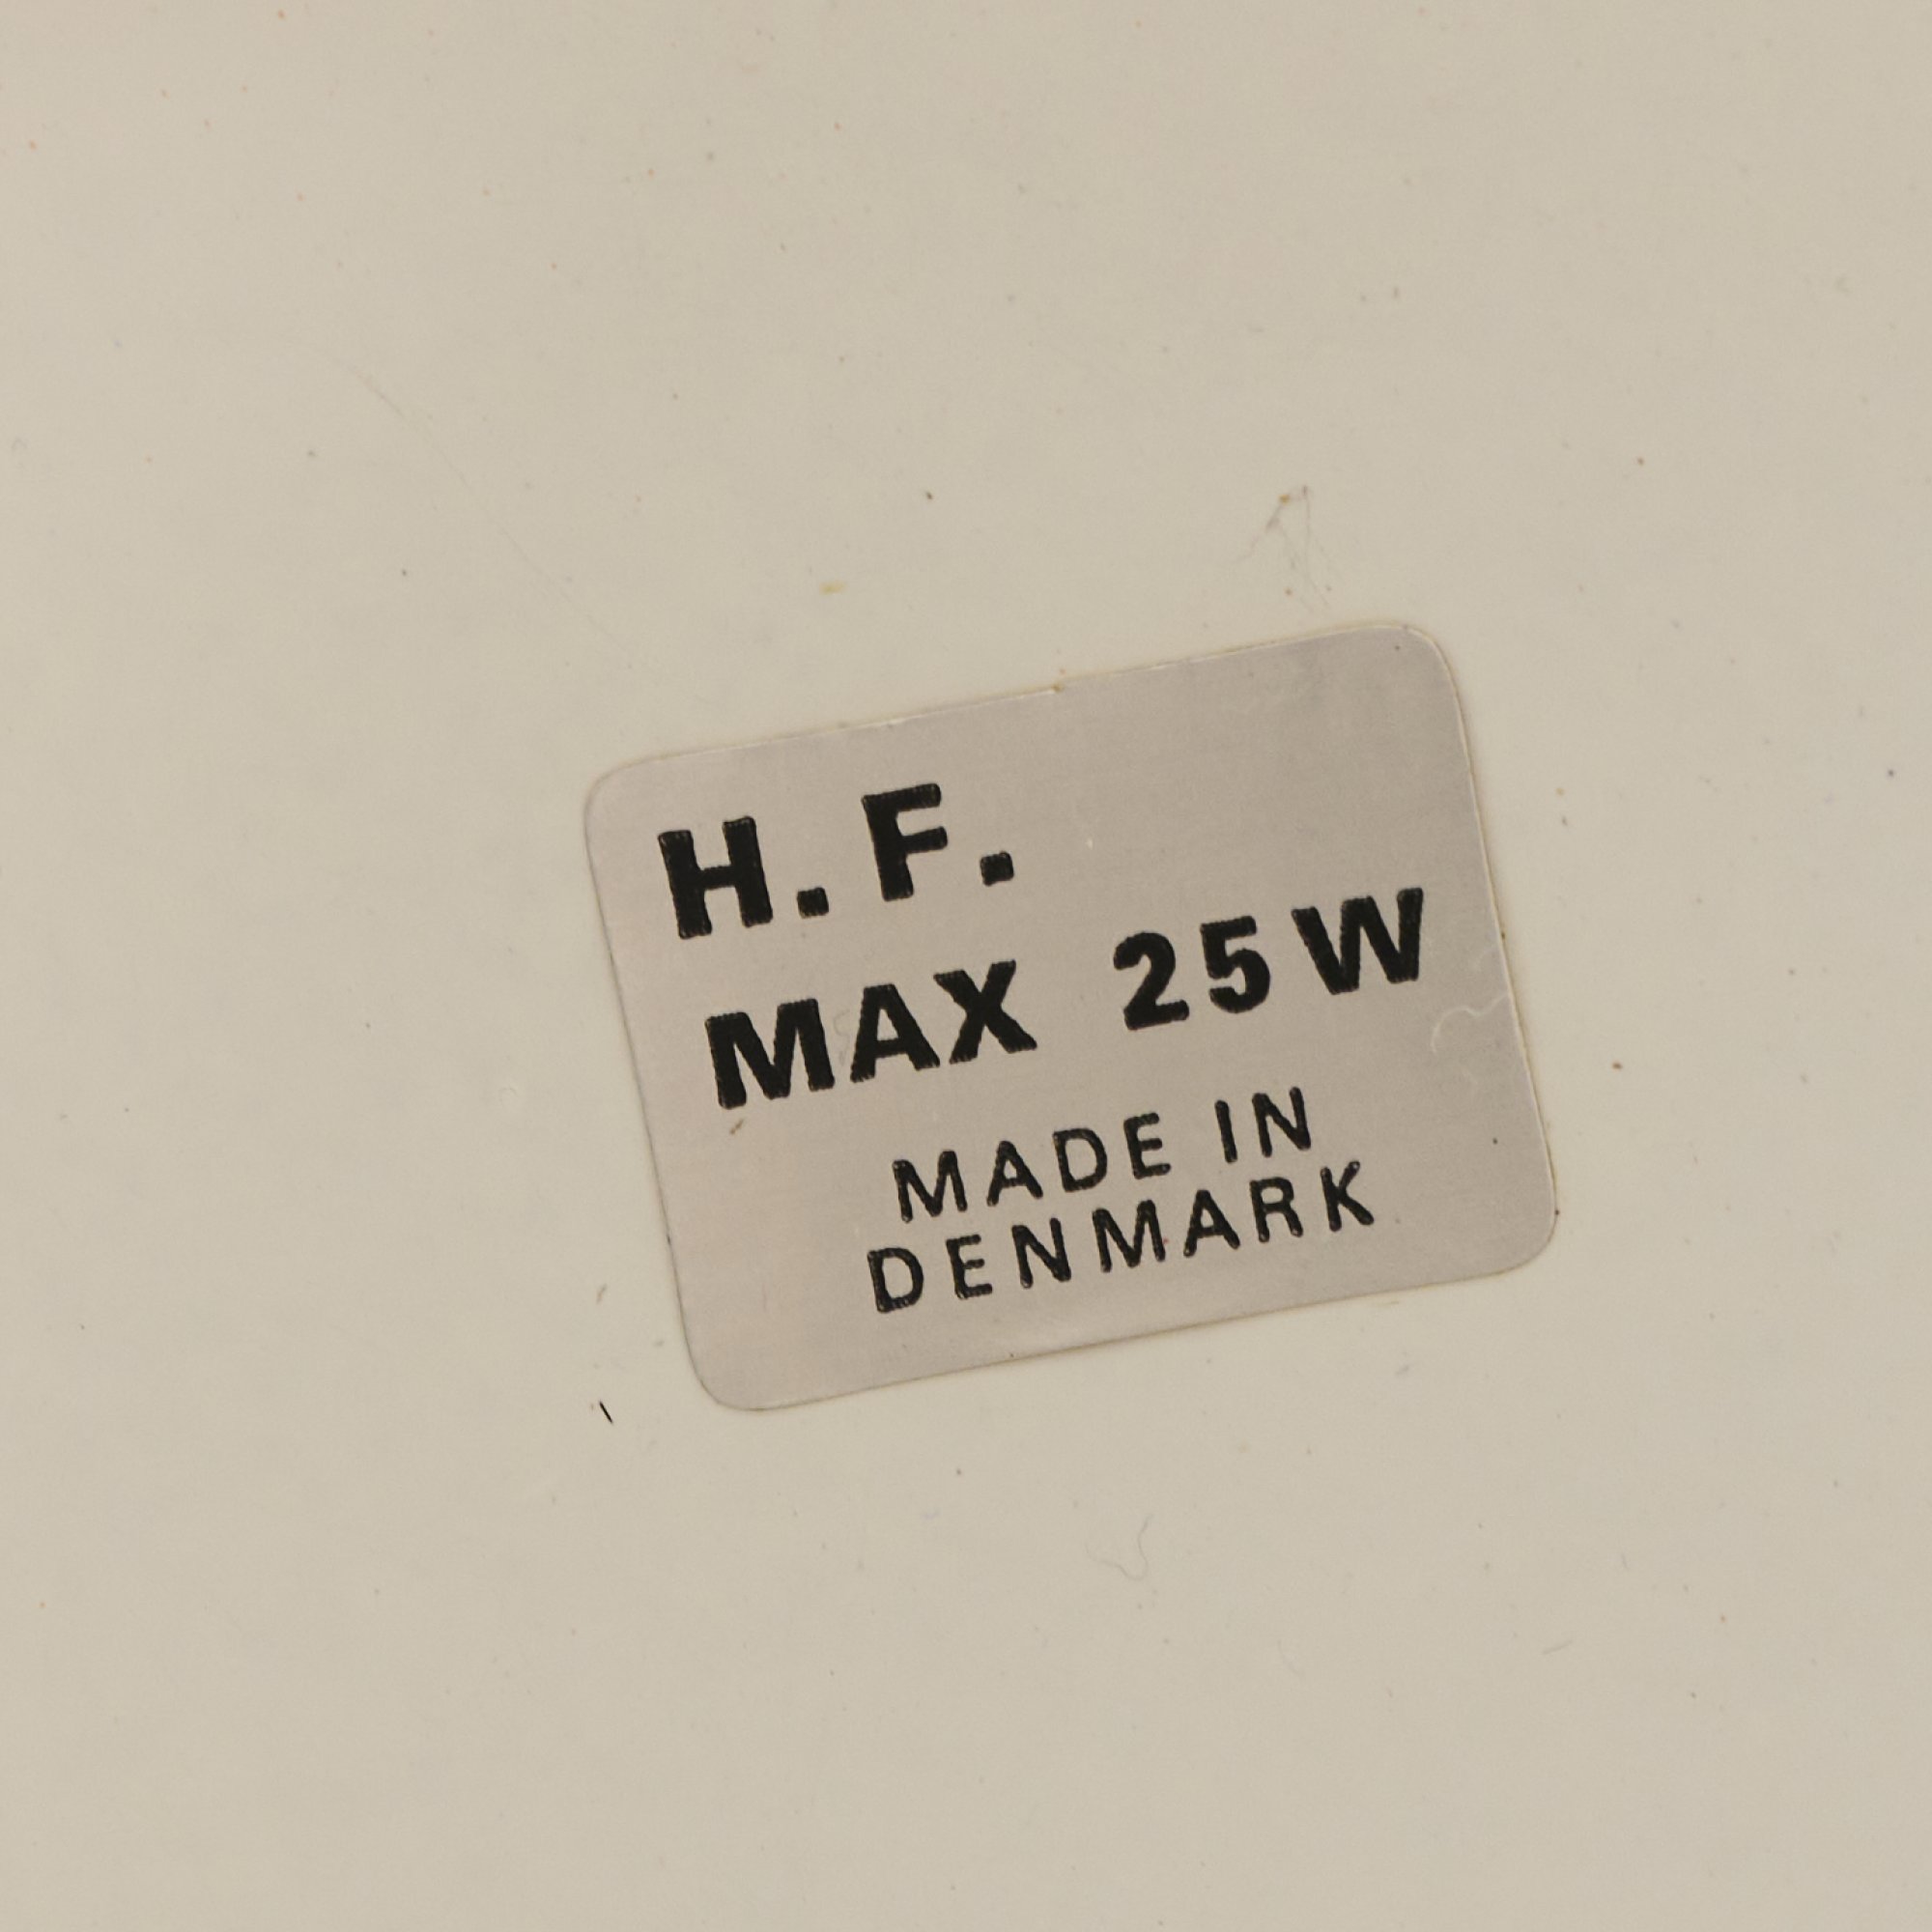 H.F.
MAX 25W
MADE IN
DENMARK